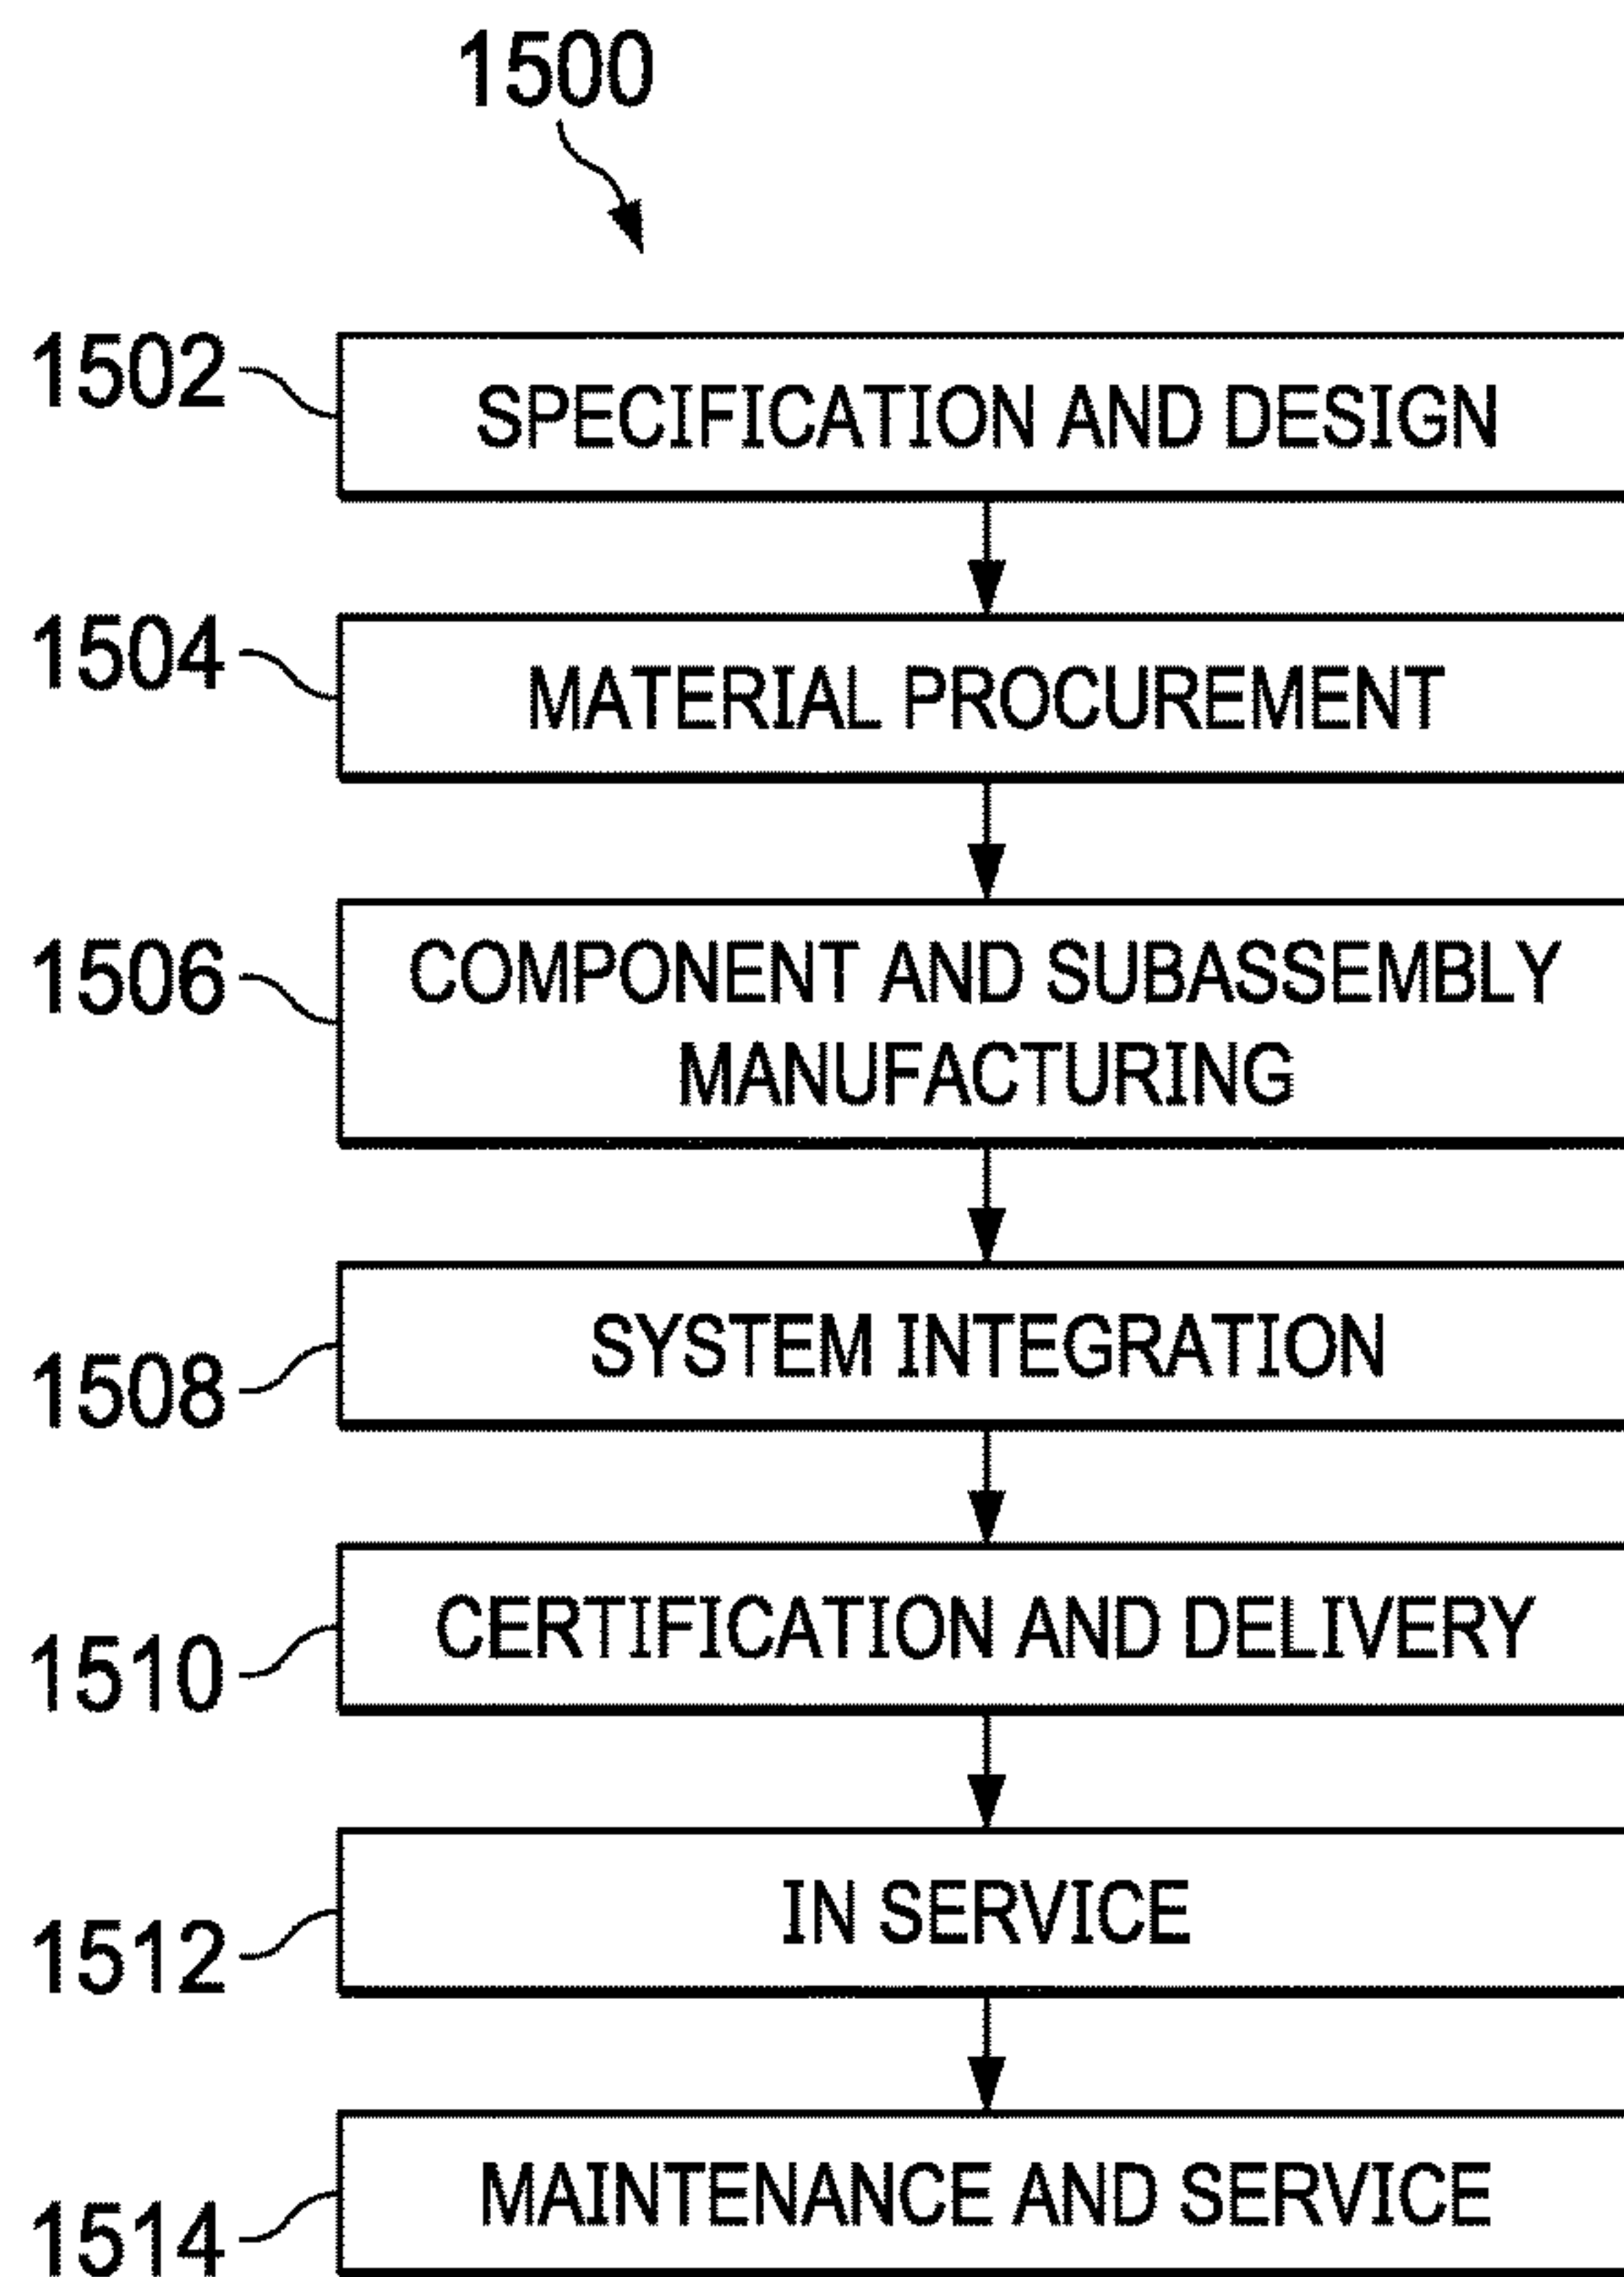 1500
1502
SPECIFICATION AND DESIGN
1504
MATERIAL PROCUREMENT
1506
COMPONENT AND SUBASSEMBLY
MANUFACTURING
1508
SYSTEM INTEGRATION
1510
CERTIFICATION AND DELIVERY
1512
IN SERVICE
1514
MAINTENANCE AND SERVICE